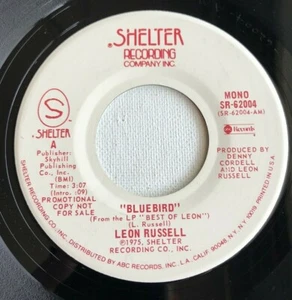 SHELTER
RECORDING
COMPANY INC.
MONO
SR-62004
(SR-62004-AM)
S
SHELTER
A
abc Records
Publisher:
Skyhill
Publishing
Co., Inc.
(BMI)
Time: 3:07
(Intro. :09)
PROMOTIONAL
COPY NOT
FOR SALE
PRODUCED BY
DENNY
CORDELL
AND LEON
RUSSELL
"BLUEBIRD"
(From the LP "BEST OF LEON")
(L. Russell)
LEON RUSSELL
©1975, SHELTER
RECORDING CO., INC.
SHELTER RECORDING CO., INC. DISTRIBUTED BY ABC RECORDS, INC. L.A. CALIF. 90048, N.Y., N.Y. 10019 PRINTED IN U.S.A.